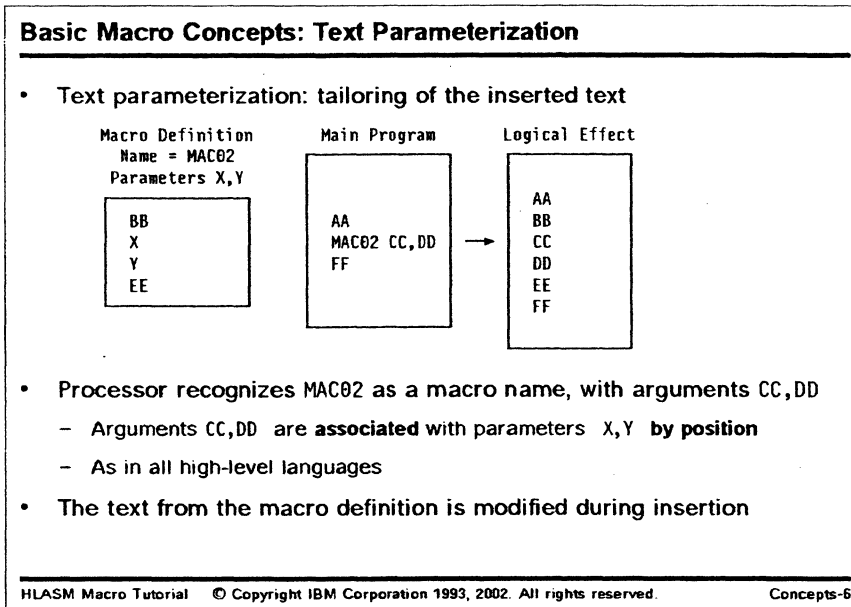 Basic Macro Concepts: Text Parameterization
• Text parameterization: tailoring of the inserted text
Macro Definition
Name = MAC02
Parameters X,Y
BB
X
Y
EE
Main Program
AA
MAC02 CC,DD
FF
Logical Effect
AA
BB
CC
DD
EE
FF
• Processor recognizes MAC02 as a macro name, with arguments CC,DD
– Arguments CC,DD are associated with parameters X,Y by position
– As in all high-level languages
• The text from the macro definition is modified during insertion
HLASM Macro Tutorial © Copyright IBM Corporation 1993, 2002. All rights reserved. Concepts-6